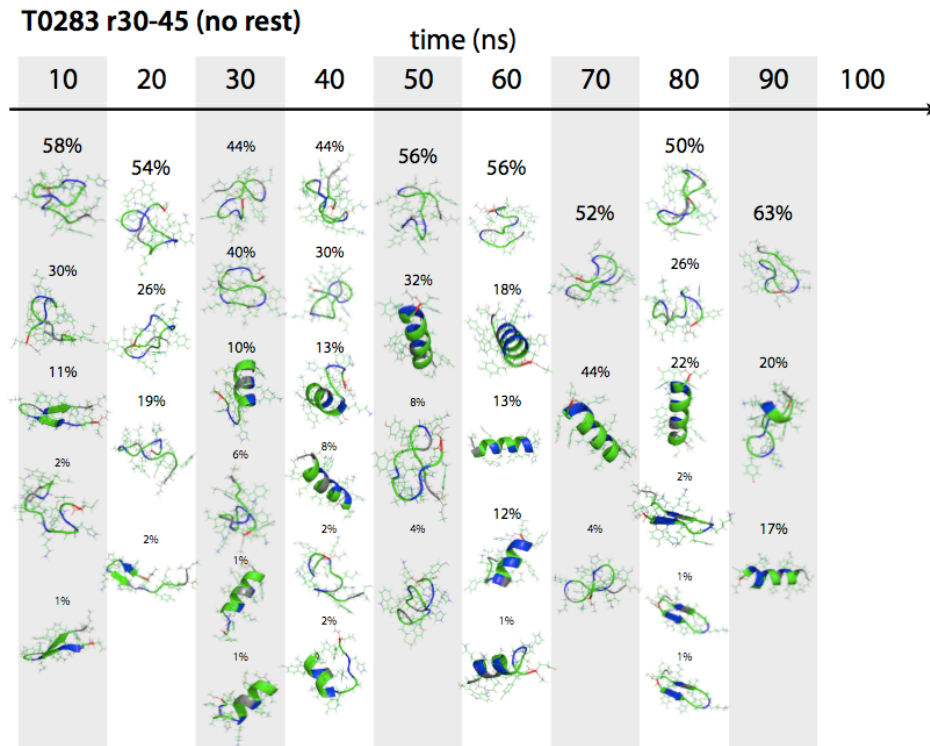 T0283 r30-45 (no rest)
time (ns)
10 20 30 40 50 60 70 80 90 100
58% 54% 44% 44% 56% 56% 52% 50% 63%
30% 26% 40% 30% 32% 18% 44% 26% 20%
11% 19% 10% 13% 8% 13% 4% 22% 17%
2% 2% 6% 8% 4% 12% 2%
1% 1% 2% 1% 1%
1% 2% 1%